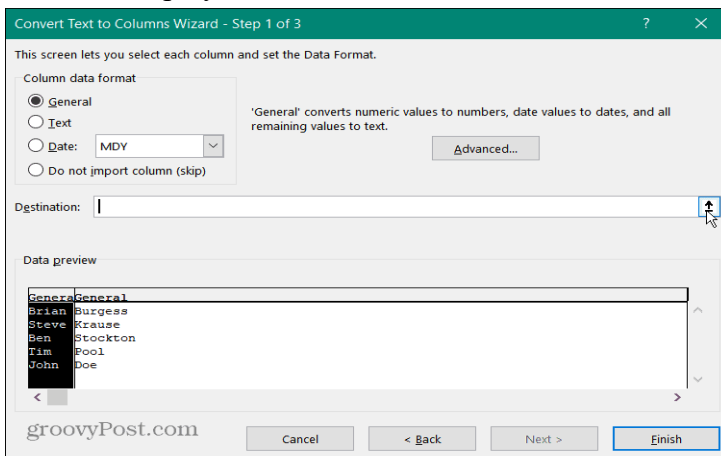 Convert Text to Columns Wizard - Step 1 of 3
? ×
This screen lets you select each column and set the Data Format.
Column data format
General
Text
Date: MDY
Do not import column (skip)
'General' converts numeric values to numbers, date values to dates, and all
remaining values to text.
Advanced...
Destination:
Data preview
GeneraGeneral
Brian Burgess
Steve Krause
Ben Stockton
Tim Pool
John Doe
groovyPost.com
Cancel
< Back
Next >
Finish